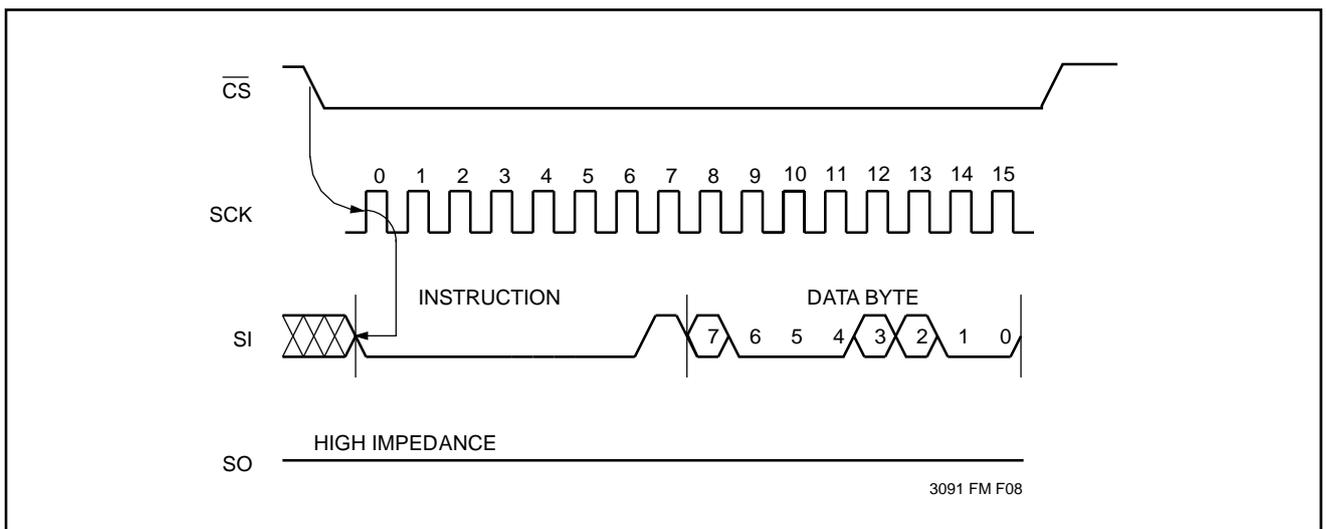 CS
0 1 2 3 4 5 6 7 8 9 10 11 12 13 14 15
SCK
INSTRUCTION DATA BYTE
SI 7 6 5 4 3 2 1 0
HIGH IMPEDANCE
SO
3091 FM F08